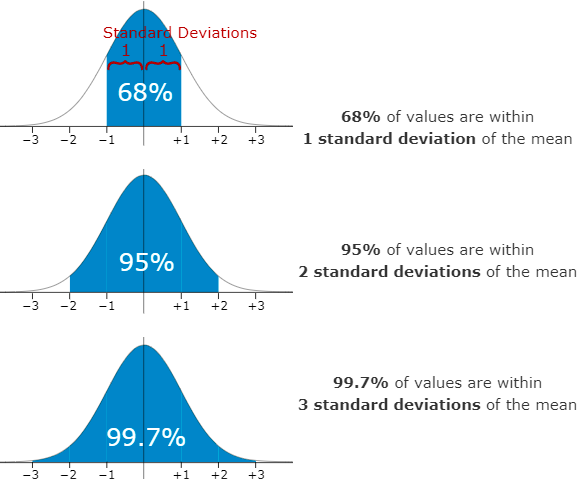 Standard Deviations
1 1
68%
−3 −2 −1 +1 +2 +3
68% of values are within
1 standard deviation of the mean
95%
−3 −2 −1 +1 +2 +3
95% of values are within
2 standard deviations of the mean
99.7%
−3 −2 −1 +1 +2 +3
99.7% of values are within
3 standard deviations of the mean